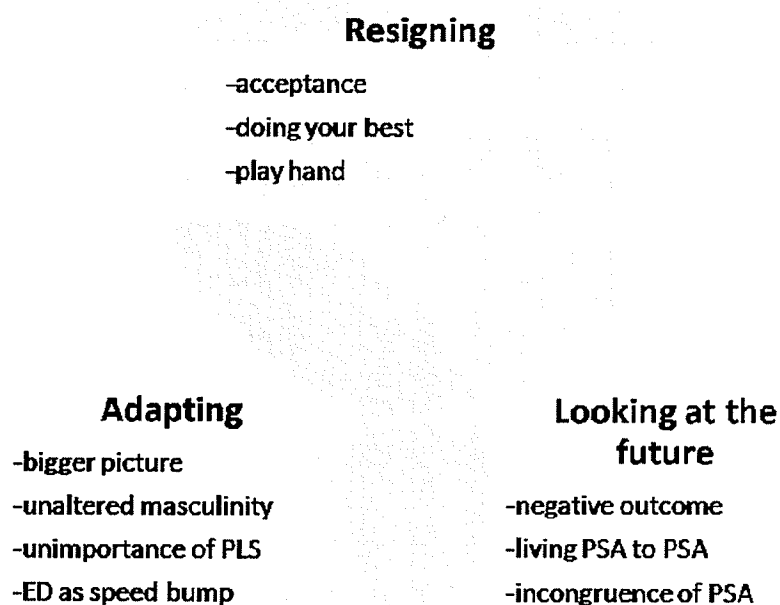 Resigning
-acceptance
-doing your best
-play hand
Adapting
-bigger picture
-unaltered masculinity
-unimportance of PLS
-ED as speed bump
Looking at the
future
-negative outcome
-living PSA to PSA
-incongruence of PSA